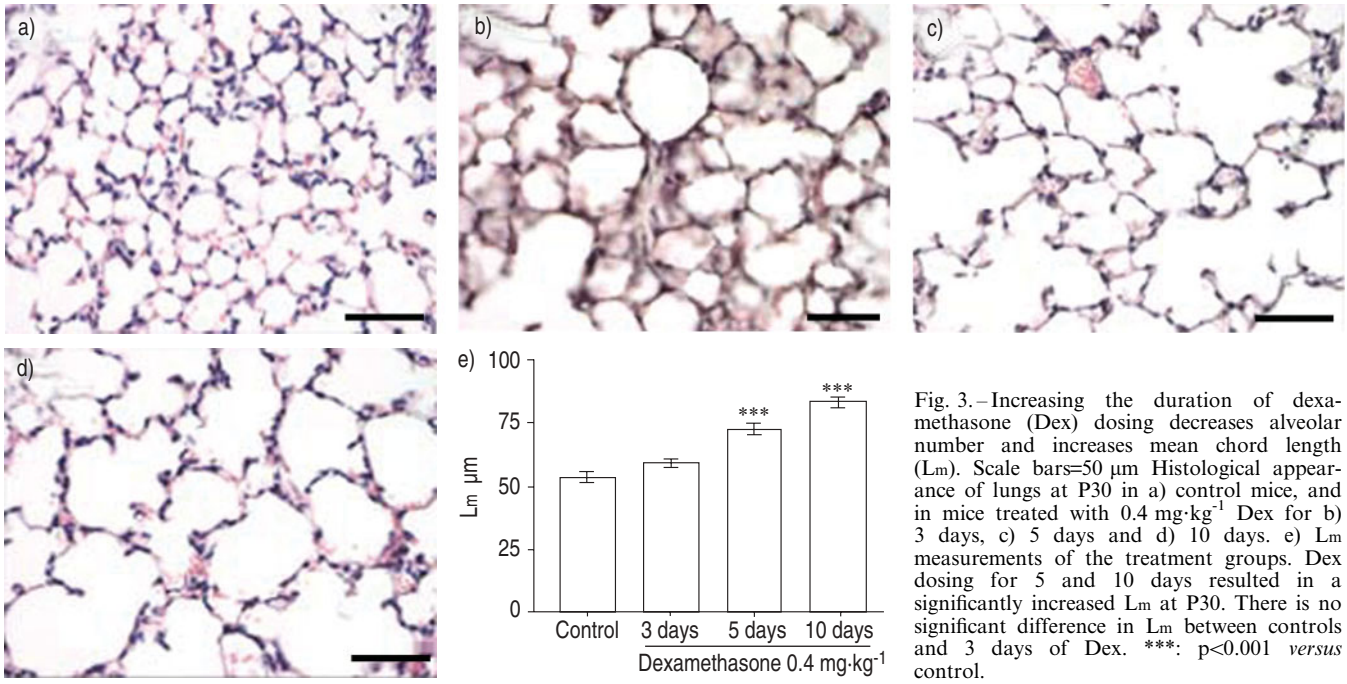 a)
b)
c)
d)
e)
100
75
50
25
0
Lm µm
***
***
Control
3 days
5 days
10 days
Dexamethasone 0.4 mg·kg-1
Fig. 3. – Increasing the duration of dexa-
methasone (Dex) dosing decreases alveolar
number and increases mean chord length
(Lm). Scale bars=50 µm Histological appear-
ance of lungs at P30 in a) control mice, and
in mice treated with 0.4 mg·kg-1 Dex for b)
3 days, c) 5 days and d) 10 days. e) Lm
measurements of the treatment groups. Dex
dosing for 5 and 10 days resulted in a
significantly increased Lm at P30. There is no
significant difference in Lm between controls
and 3 days of Dex. ***: p<0.001 versus
control.